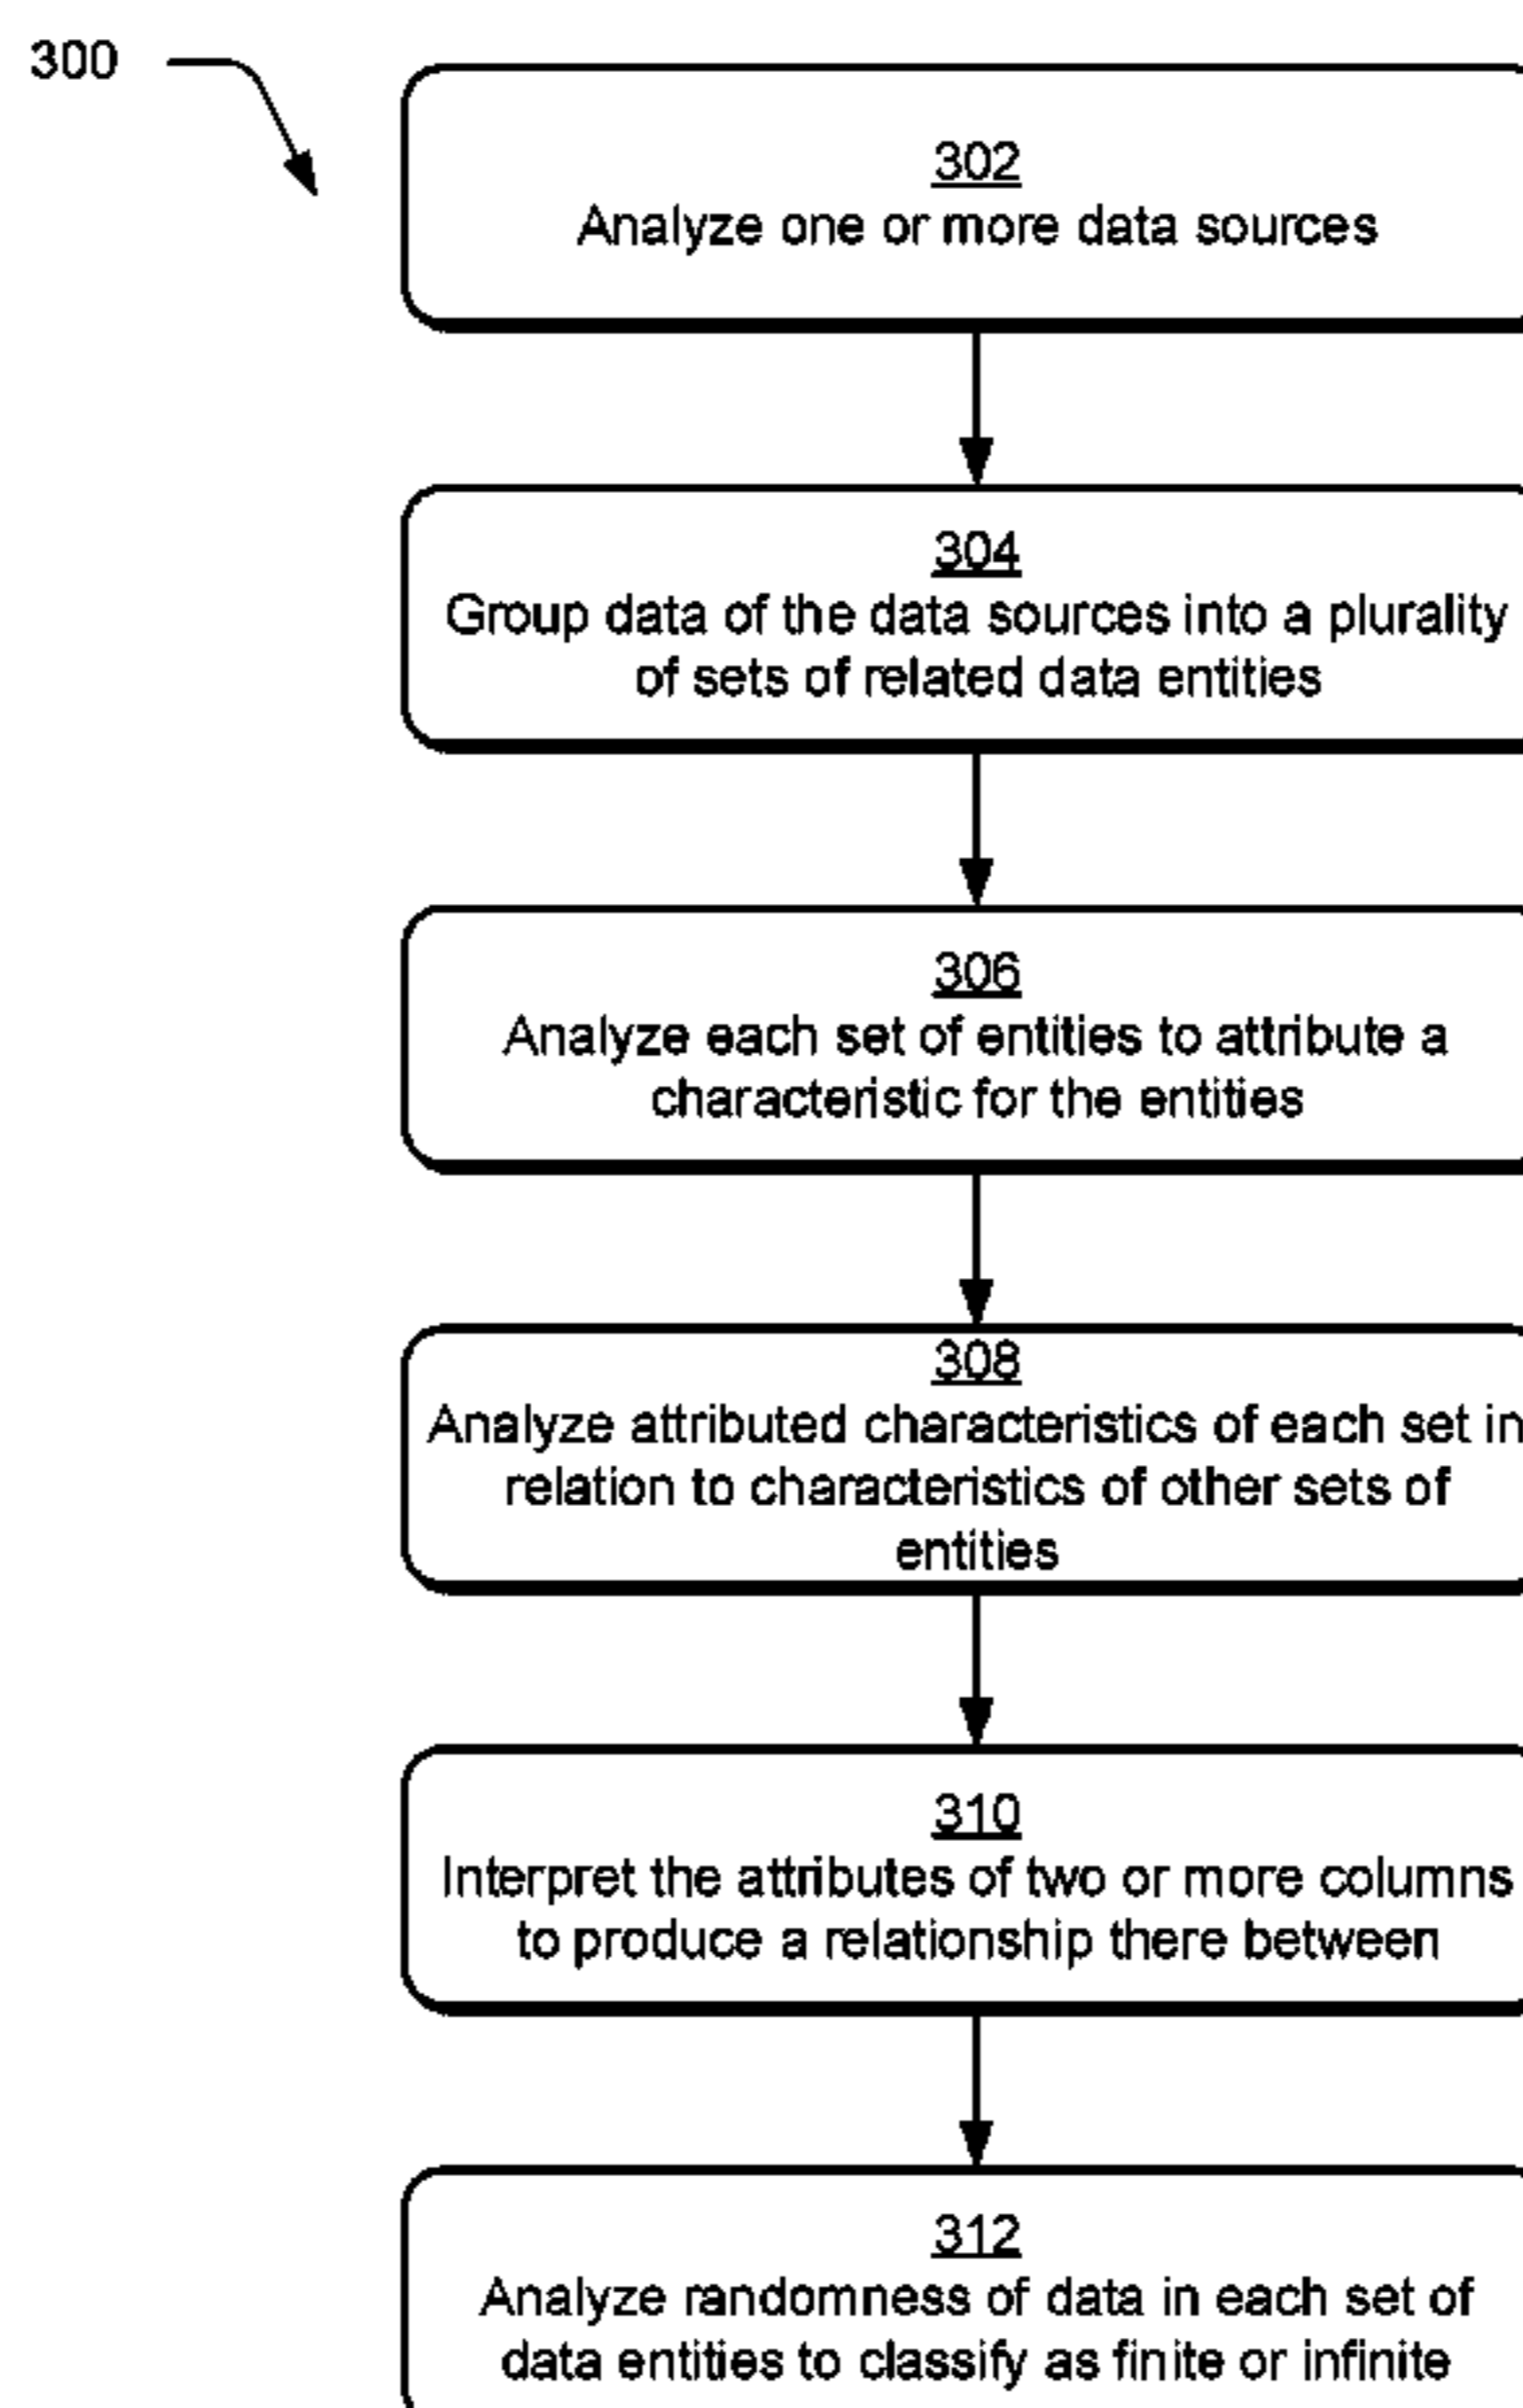 300
302
Analyze one or more data sources
304
Group data of the data sources into a plurality
of sets of related data entities
306
Analyze each set of entities to attribute a
characteristic for the entities
308
Analyze attributed characteristics of each set in
relation to characteristics of other sets of
entities
310
Interpret the attributes of two or more columns
to produce a relationship there between
312
Analyze randomness of data in each set of
data entities to classify as finite or infinite